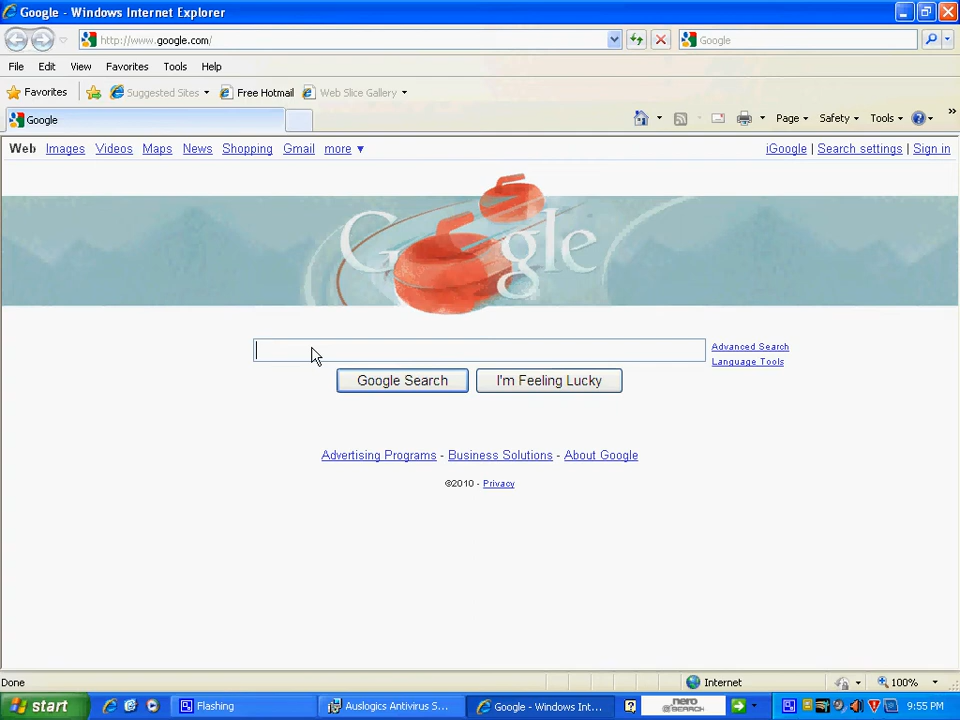 Google - Windows Internet Explorer
http://www.google.com/
Google
File Edit View Favorites Tools Help
Favorites Suggested Sites Free Hotmail Web Slice Gallery
Google
Page Safety Tools »
Web Images Videos Maps News Shopping Gmail more ▼
iGoogle | Search settings | Sign in
Google
Advanced Search
Language Tools
Google Search I'm Feeling Lucky
Advertising Programs - Business Solutions - About Google
©2010 - Privacy
Done Internet 100%
start Flashing Auslogics Antivirus S... Google - Windows Int... nero SEARCH 9:55 PM